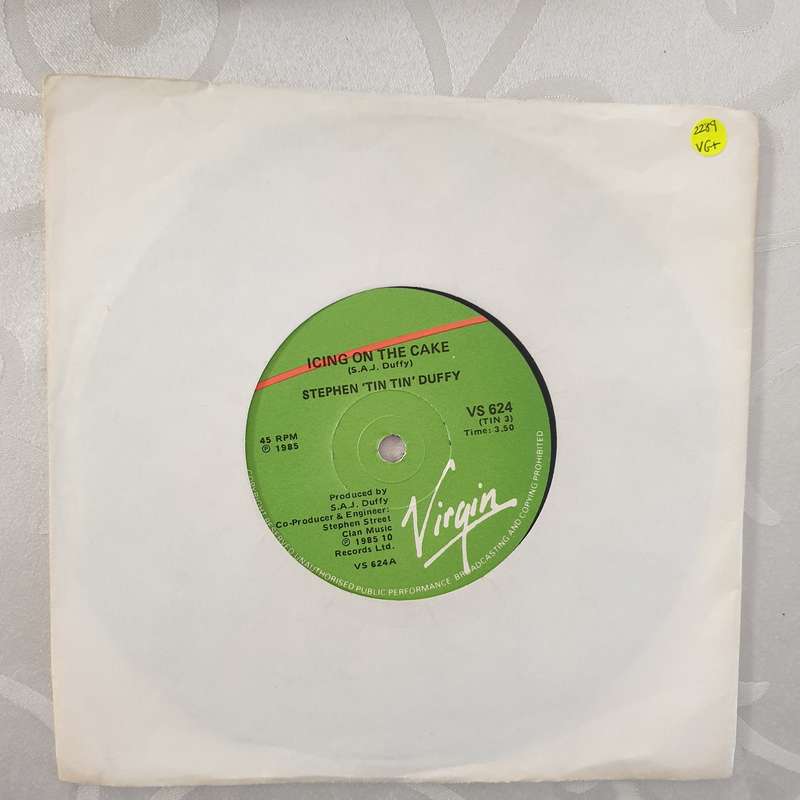 2289
VG+
ICING ON THE CAKE
(S.A.J. Duffy)
STEPHEN 'TIN TIN' DUFFY
45 RPM
℗ 1985
VS 624
(TIN 3)
Time: 3.50
Produced by
S.A.J. Duffy
Co-Producer & Engineer:
Stephen Street
Clan Music
℗ 1985 10
Records Ltd.
VS 624A
Virgin
UNAUTHORISED PUBLIC PERFORMANCE, BROADCASTING AND COPYING PROHIBITED